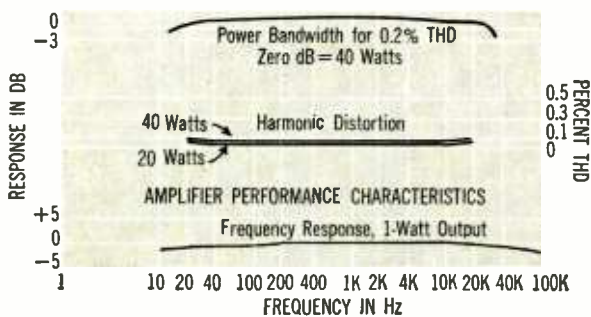 0
-3
Power Bandwidth for 0.2% THD
Zero dB = 40 Watts
RESPONSE IN DB
0.5
0.3
0.1
0
PERCENT THD
40 Watts
Harmonic Distortion
20 Watts
AMPLIFIER PERFORMANCE CHARACTERISTICS
+5
0
-5
Frequency Response, 1-Watt Output
1 10 20 40 100 200 400 1K 2K 4K 10K 20K 40K 100K
FREQUENCY IN Hz